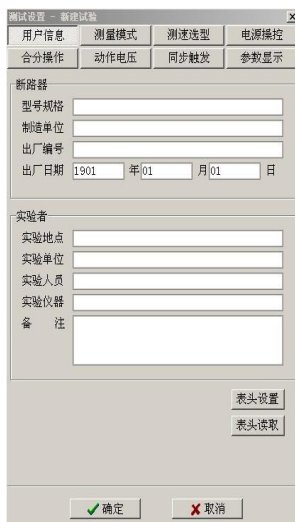 测试设置 - 新建试验
用户信息 测量模式 测速选型 电源操控
合分操作 动作电压 同步触发 参数显示
断路器
型号规格
制造单位
出厂编号
出厂日期 1901 年 01 月 01 日
实验者
实验地点
实验单位
实验人员
实验仪器
备 注
表头设置
表头读取
确定 取消